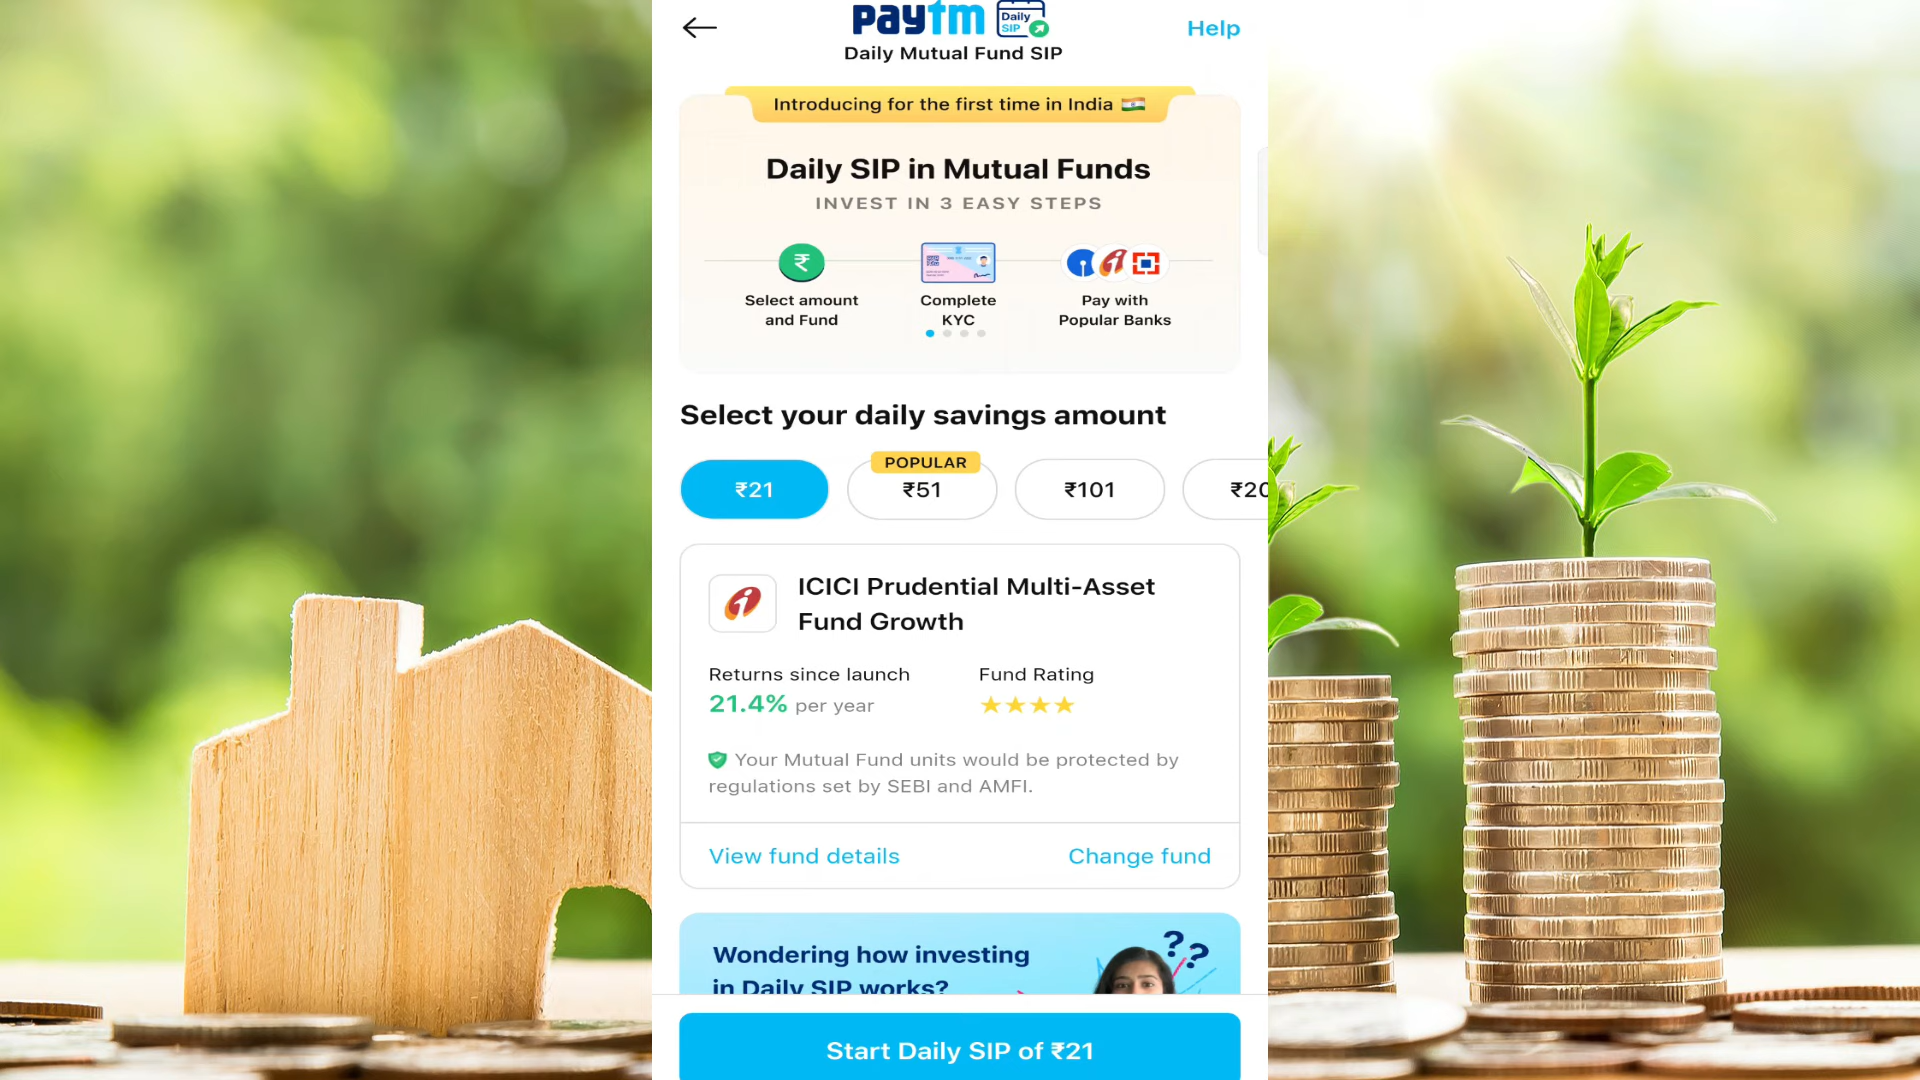 paytm Daily SIP
Help
Daily Mutual Fund SIP
Introducing for the first time in India
Daily SIP in Mutual Funds
INVEST IN 3 EASY STEPS
Select amount
and Fund
Complete
KYC
Pay with
Popular Banks
Select your daily savings amount
POPULAR
₹21
₹51
₹101
₹20
ICICI Prudential Multi-Asset
Fund Growth
Returns since launch
21.4% per year
Fund Rating
Your Mutual Fund units would be protected by
regulations set by SEBI and AMFI.
View fund details
Change fund
Wondering how investing
in Daily SIP works?
??
Start Daily SIP of ₹21